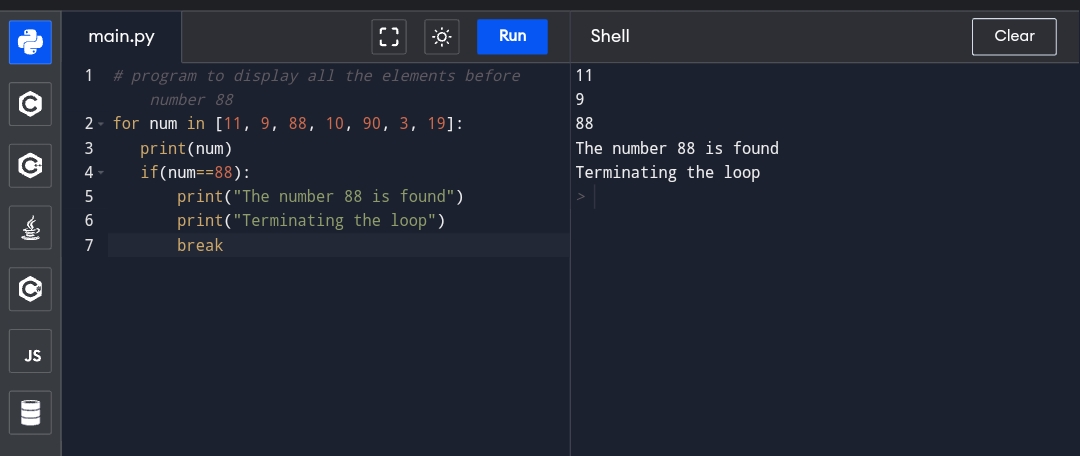 main.py
Run
Shell
Clear
1 # program to display all the elements before
number 88
2 for num in [11, 9, 88, 10, 90, 3, 19]:
3 print(num)
4 if(num==88):
5 print("The number 88 is found")
6 print("Terminating the loop")
7 break
11
9
88
The number 88 is found
Terminating the loop
>
C
C++
C#
JS